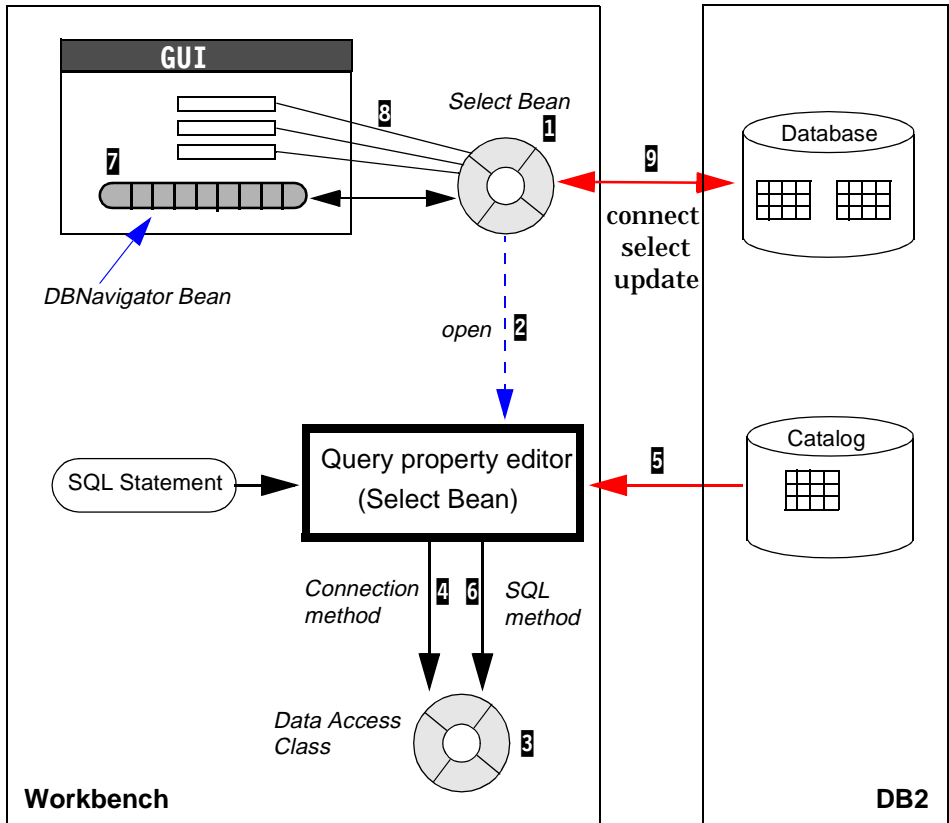 GUI
Select Bean
1
8
7
9
Database
connect
select
update
DBNavigator Bean
open
2
Query property editor
(Select Bean)
SQL Statement
5
Catalog
Connection
method
4
6
SQL
method
Data Access
Class
3
Workbench
DB2